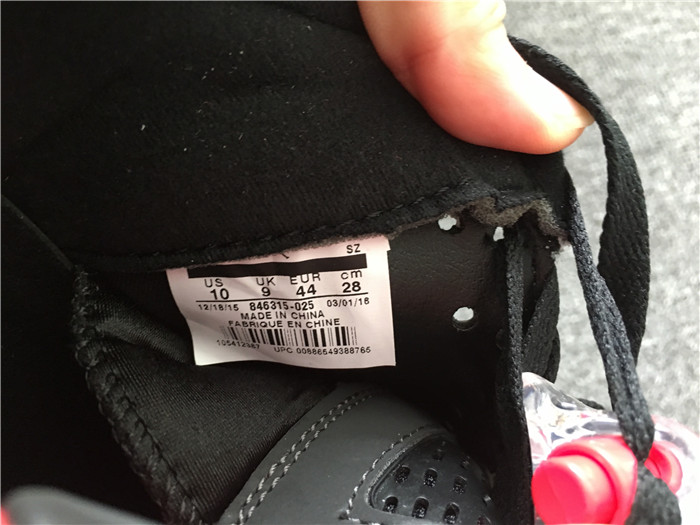 SZ
US UK EUR cm
10 9 44 28
12/18/15 846315-025 03/01/16
MADE IN CHINA
FABRIQUE EN CHINE
UPC 00886549388765